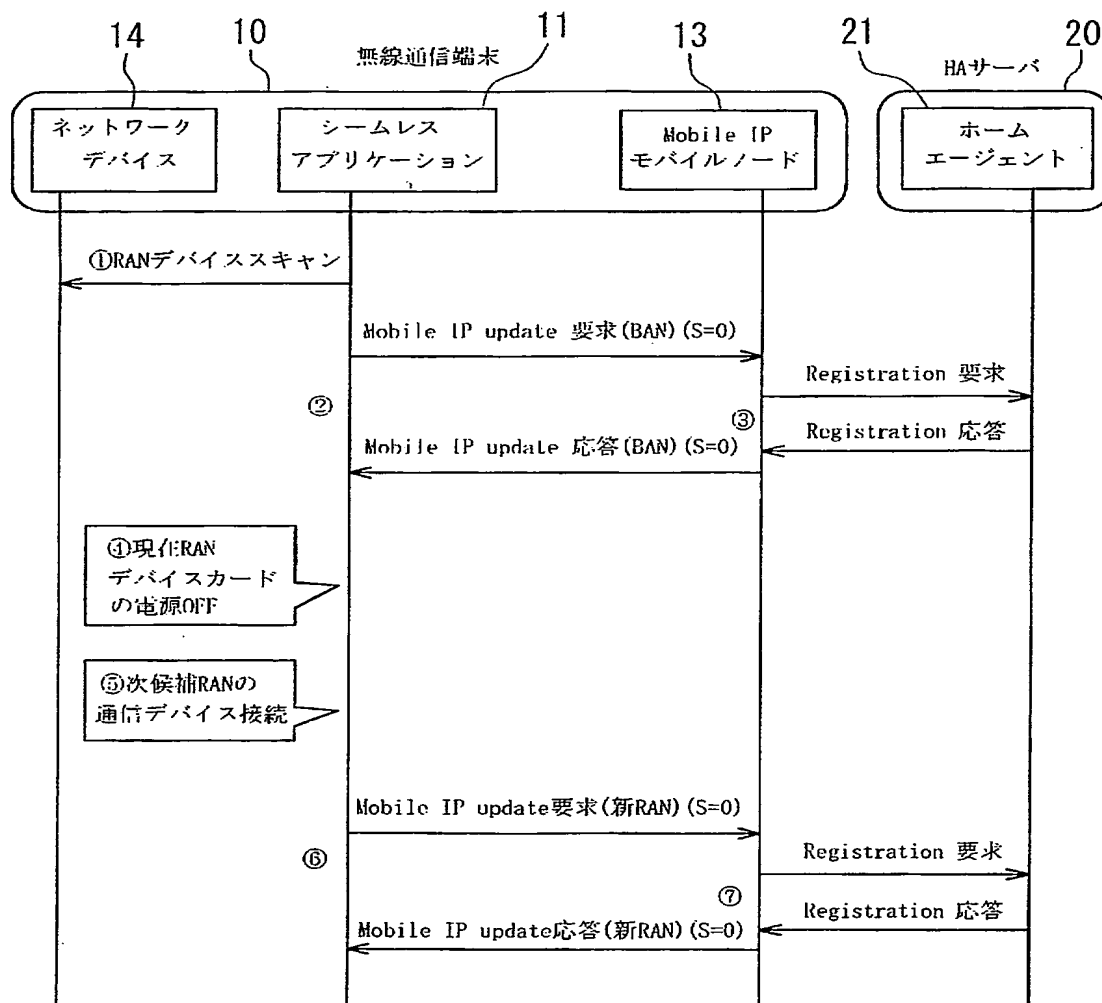 14
10
無線通信端末
11
13
21
20
HAサーバ
ネットワーク
デバイス
シームレス
アプリケーション
Mobile IP
モバイルノード
ホーム
エージェント
①RANデバイススキャン
Mobile IP update 要求(BAN)(S=0)
Registration 要求
②
③
Registration 応答
Mobile IP update 応答(BAN)(S=0)
④現在RAN
デバイスカード
の電源OFF
⑤次候補RANの
通信デバイス接続
Mobile IP update要求(新RAN)(S=0)
⑥
Registration 要求
⑦
Registration 応答
Mobile IP update応答(新RAN)(S=0)